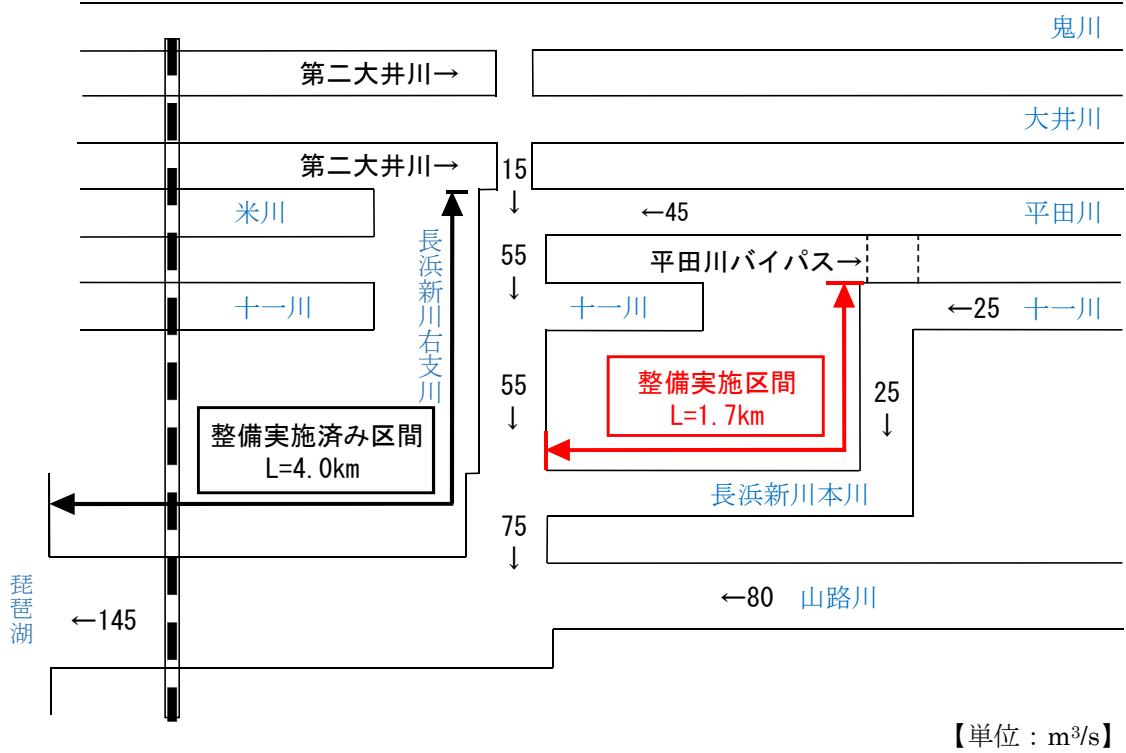 鬼川
第二大井川→
大井川
第二大井川→
15
↓
米川
←45
平田川
長浜新川右支川
55
↓
平田川バイパス→
十一川
十一川
←25
十一川
整備実施区間
L=1.7km
55
↓
25
↓
整備実施済み区間
L=4.0km
長浜新川本川
75
↓
琵琶湖
←145
←80
山路川
【単位：m³/s】